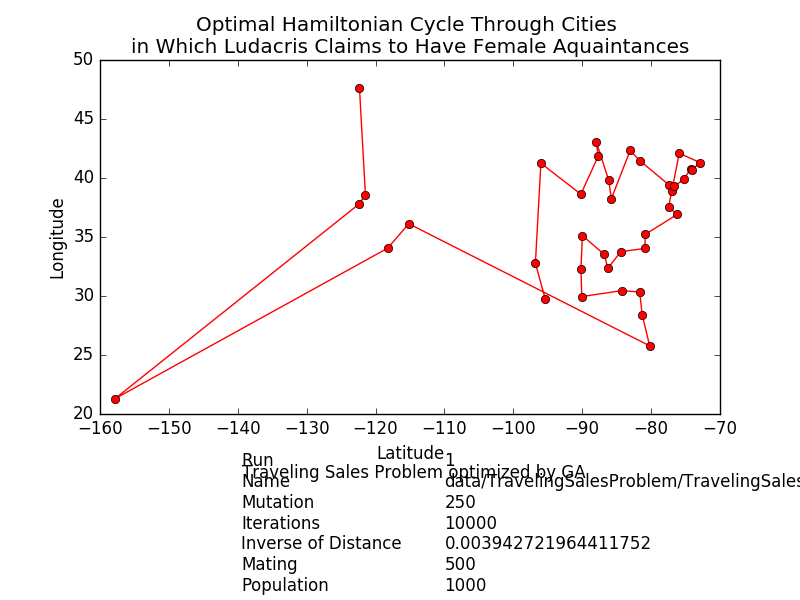 Optimal Hamiltonian Cycle Through Cities
in Which Ludacris Claims to Have Female Aquaintances
50
45
40
35
30
25
20
Longitude
−160 −150 −140 −130 −120 −110 −100 −90 −80 −70
Latitude
Run 1
Traveling Sales Problem optimized by GA
Name data/TravelingSalesProblem/TravelingSales
Mutation 250
Iterations 10000
Inverse of Distance 0.003942721964411752
Mating 500
Population 1000